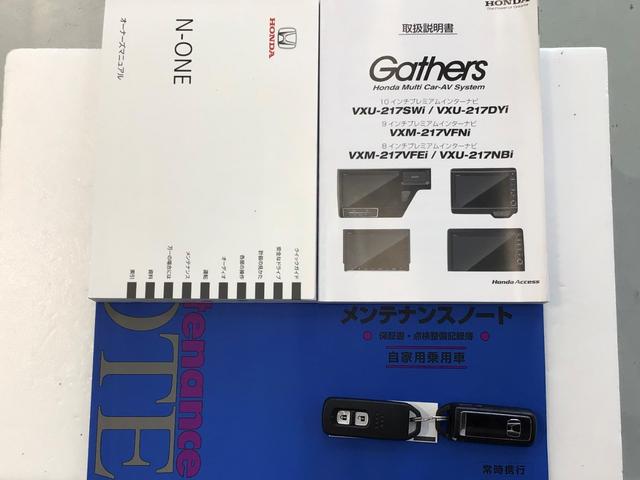 HONDA
N-ONE
オーナーズマニュアル
クイックガイド
安全なドライブ
計器の見かた
各部の操作
オーディオ
運転
メンテナンス
万一の場合には
資料
索引
HONDA
The Power of Dreams
取扱説明書
Gathers
Honda Multi Car-AV System
10インチプレミアムインターナビ
VXU-217SWi / VXU-217DYi
9インチプレミアムインターナビ
VXM-217VFNi
8インチプレミアムインターナビ
VXM-217VFEi / VXU-217NBi
Honda Access
メンテナンスノート
保証書・点検整備記録簿
自家用乗用車
tenance
OTE
常時携行